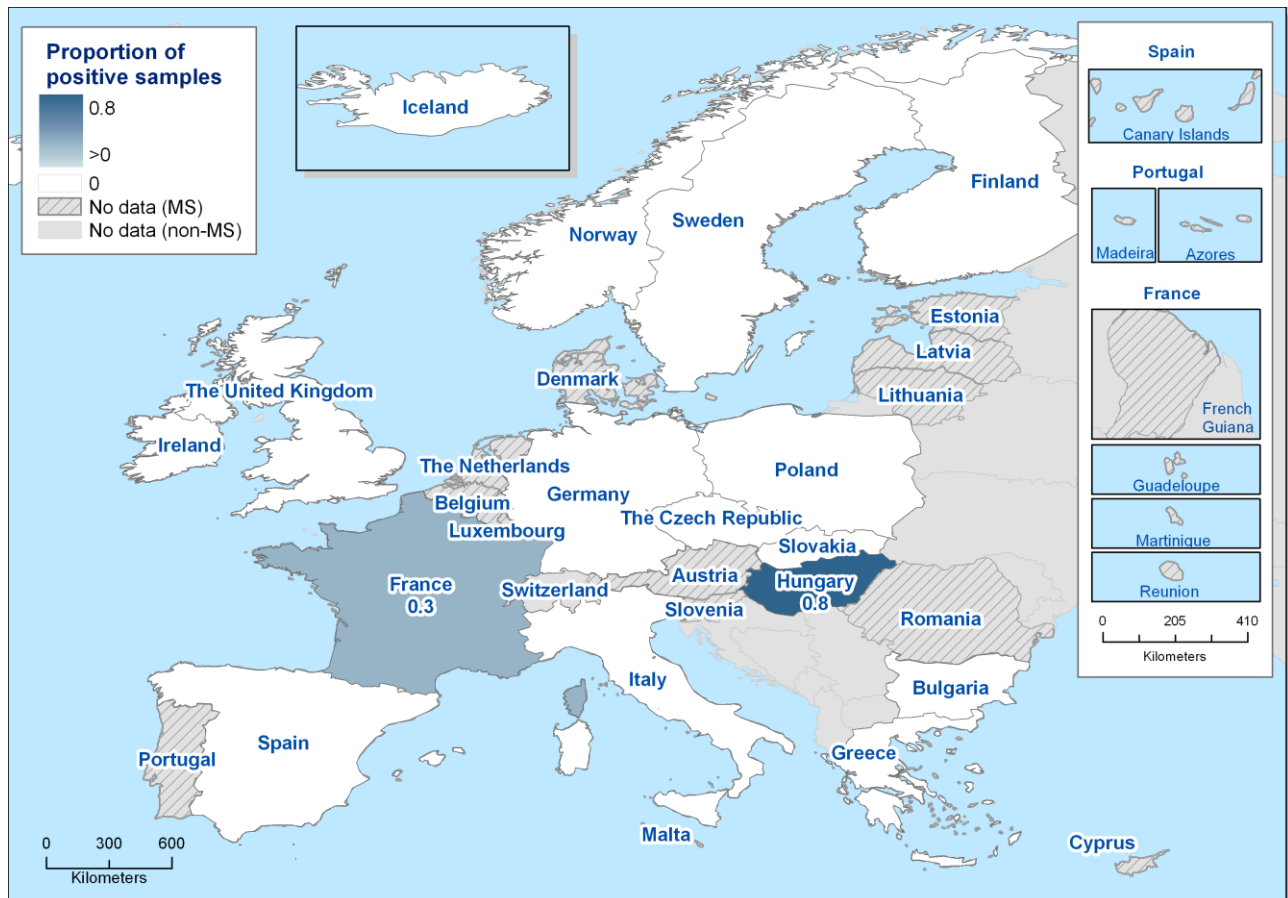 Proportion of
positive samples
0.8
>0
0
No data (MS)
No data (non-MS)
Iceland
Norway
Sweden
Finland
Estonia
Latvia
Lithuania
Denmark
The United Kingdom
Ireland
The Netherlands
Belgium
Luxembourg
Germany
Poland
The Czech Republic
Slovakia
France
0.3
Switzerland
Austria
Hungary
0.8
Slovenia
Romania
Italy
Bulgaria
Portugal
Spain
Greece
Malta
Cyprus
0 300 600
Kilometers
Spain
Canary Islands
Portugal
Madeira
Azores
France
French
Guiana
Guadeloupe
Martinique
Reunion
0 205 410
Kilometers